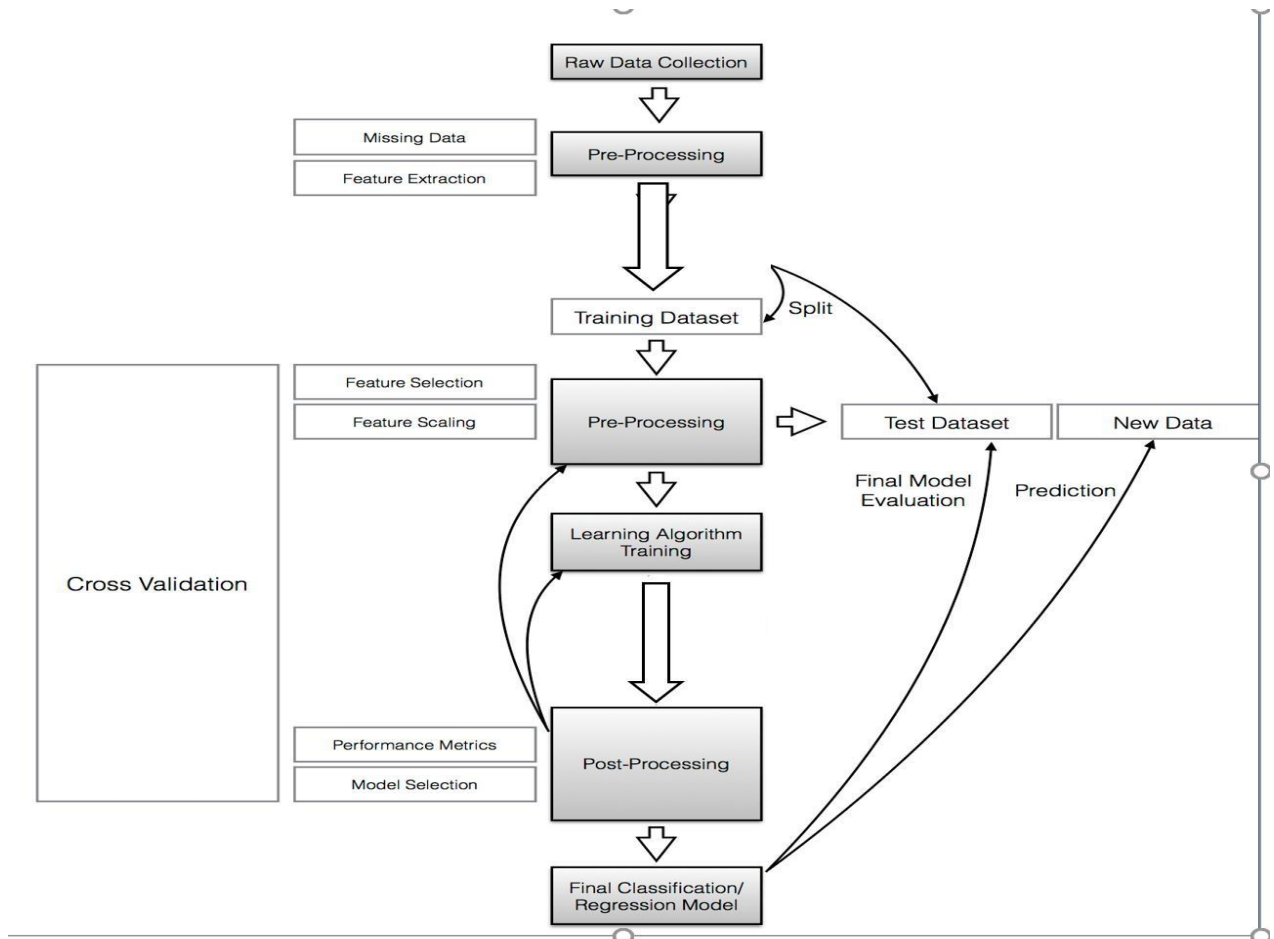 Raw Data Collection
Missing Data
Pre-Processing
Feature Extraction
Training Dataset
Split
Feature Selection
Feature Scaling
Pre-Processing
Test Dataset
New Data
Final Model
Evaluation
Prediction
Learning Algorithm
Training
Cross Validation
Performance Metrics
Post-Processing
Model Selection
Final Classification/
Regression Model